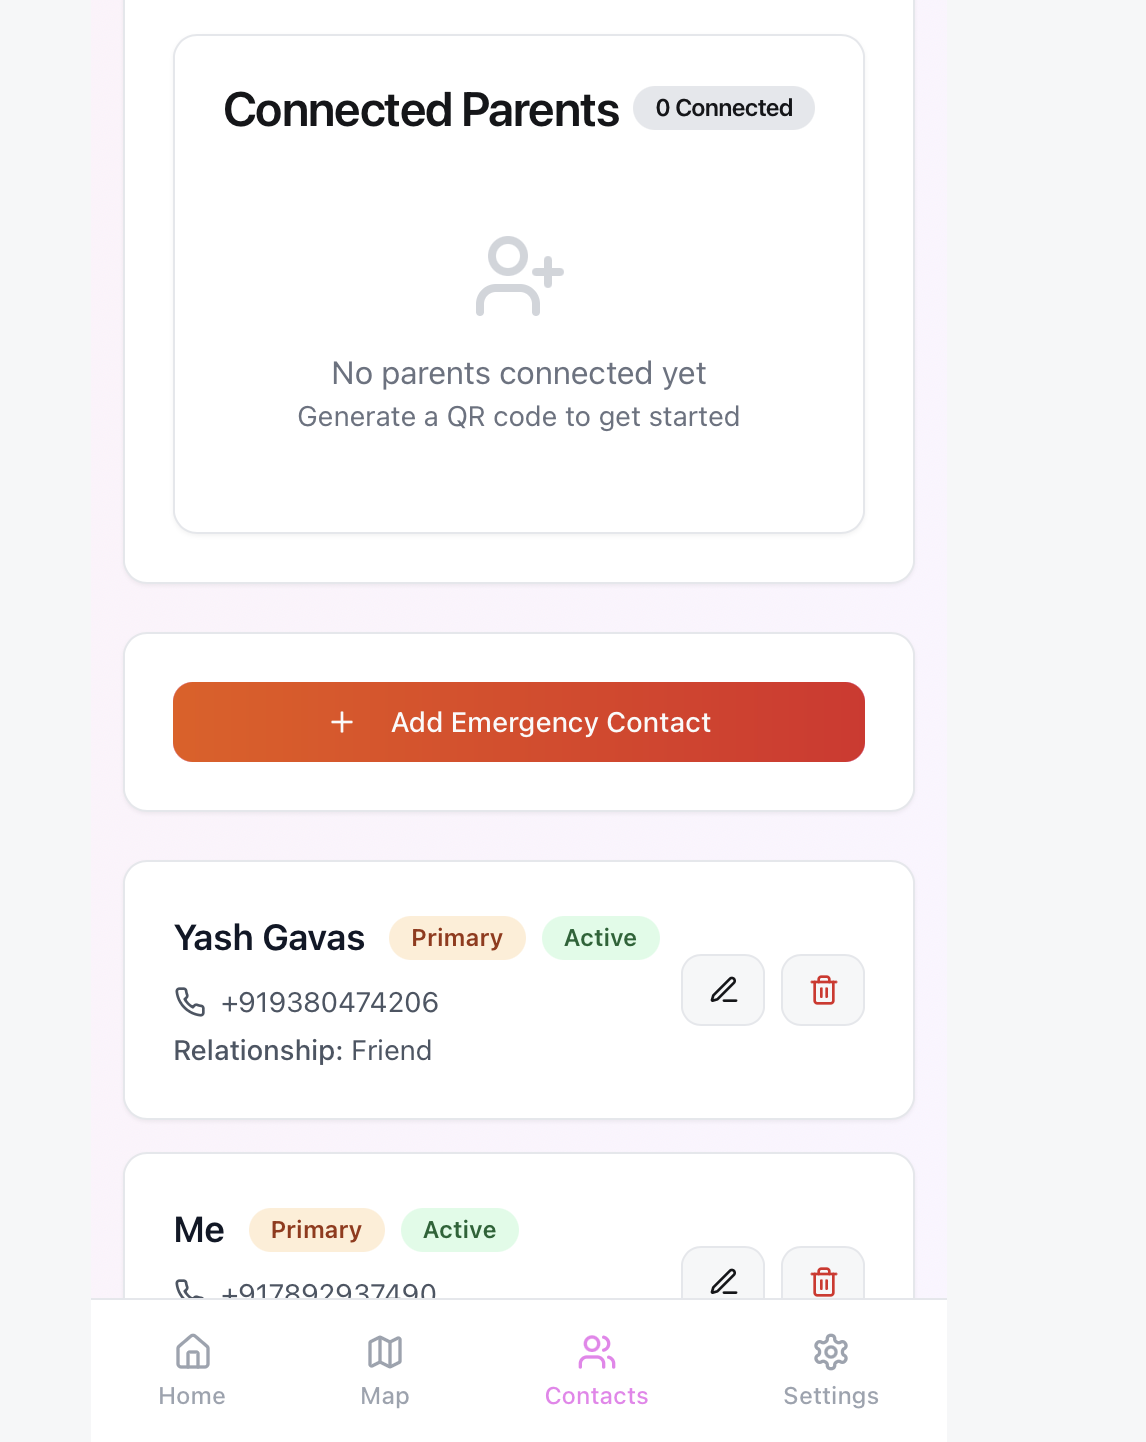 Connected Parents
0 Connected
No parents connected yet
Generate a QR code to get started
Add Emergency Contact
Yash Gavas
Primary
Active
+919380474206
Relationship: Friend
Me
Primary
Active
+917892937490
Home
Map
Contacts
Settings